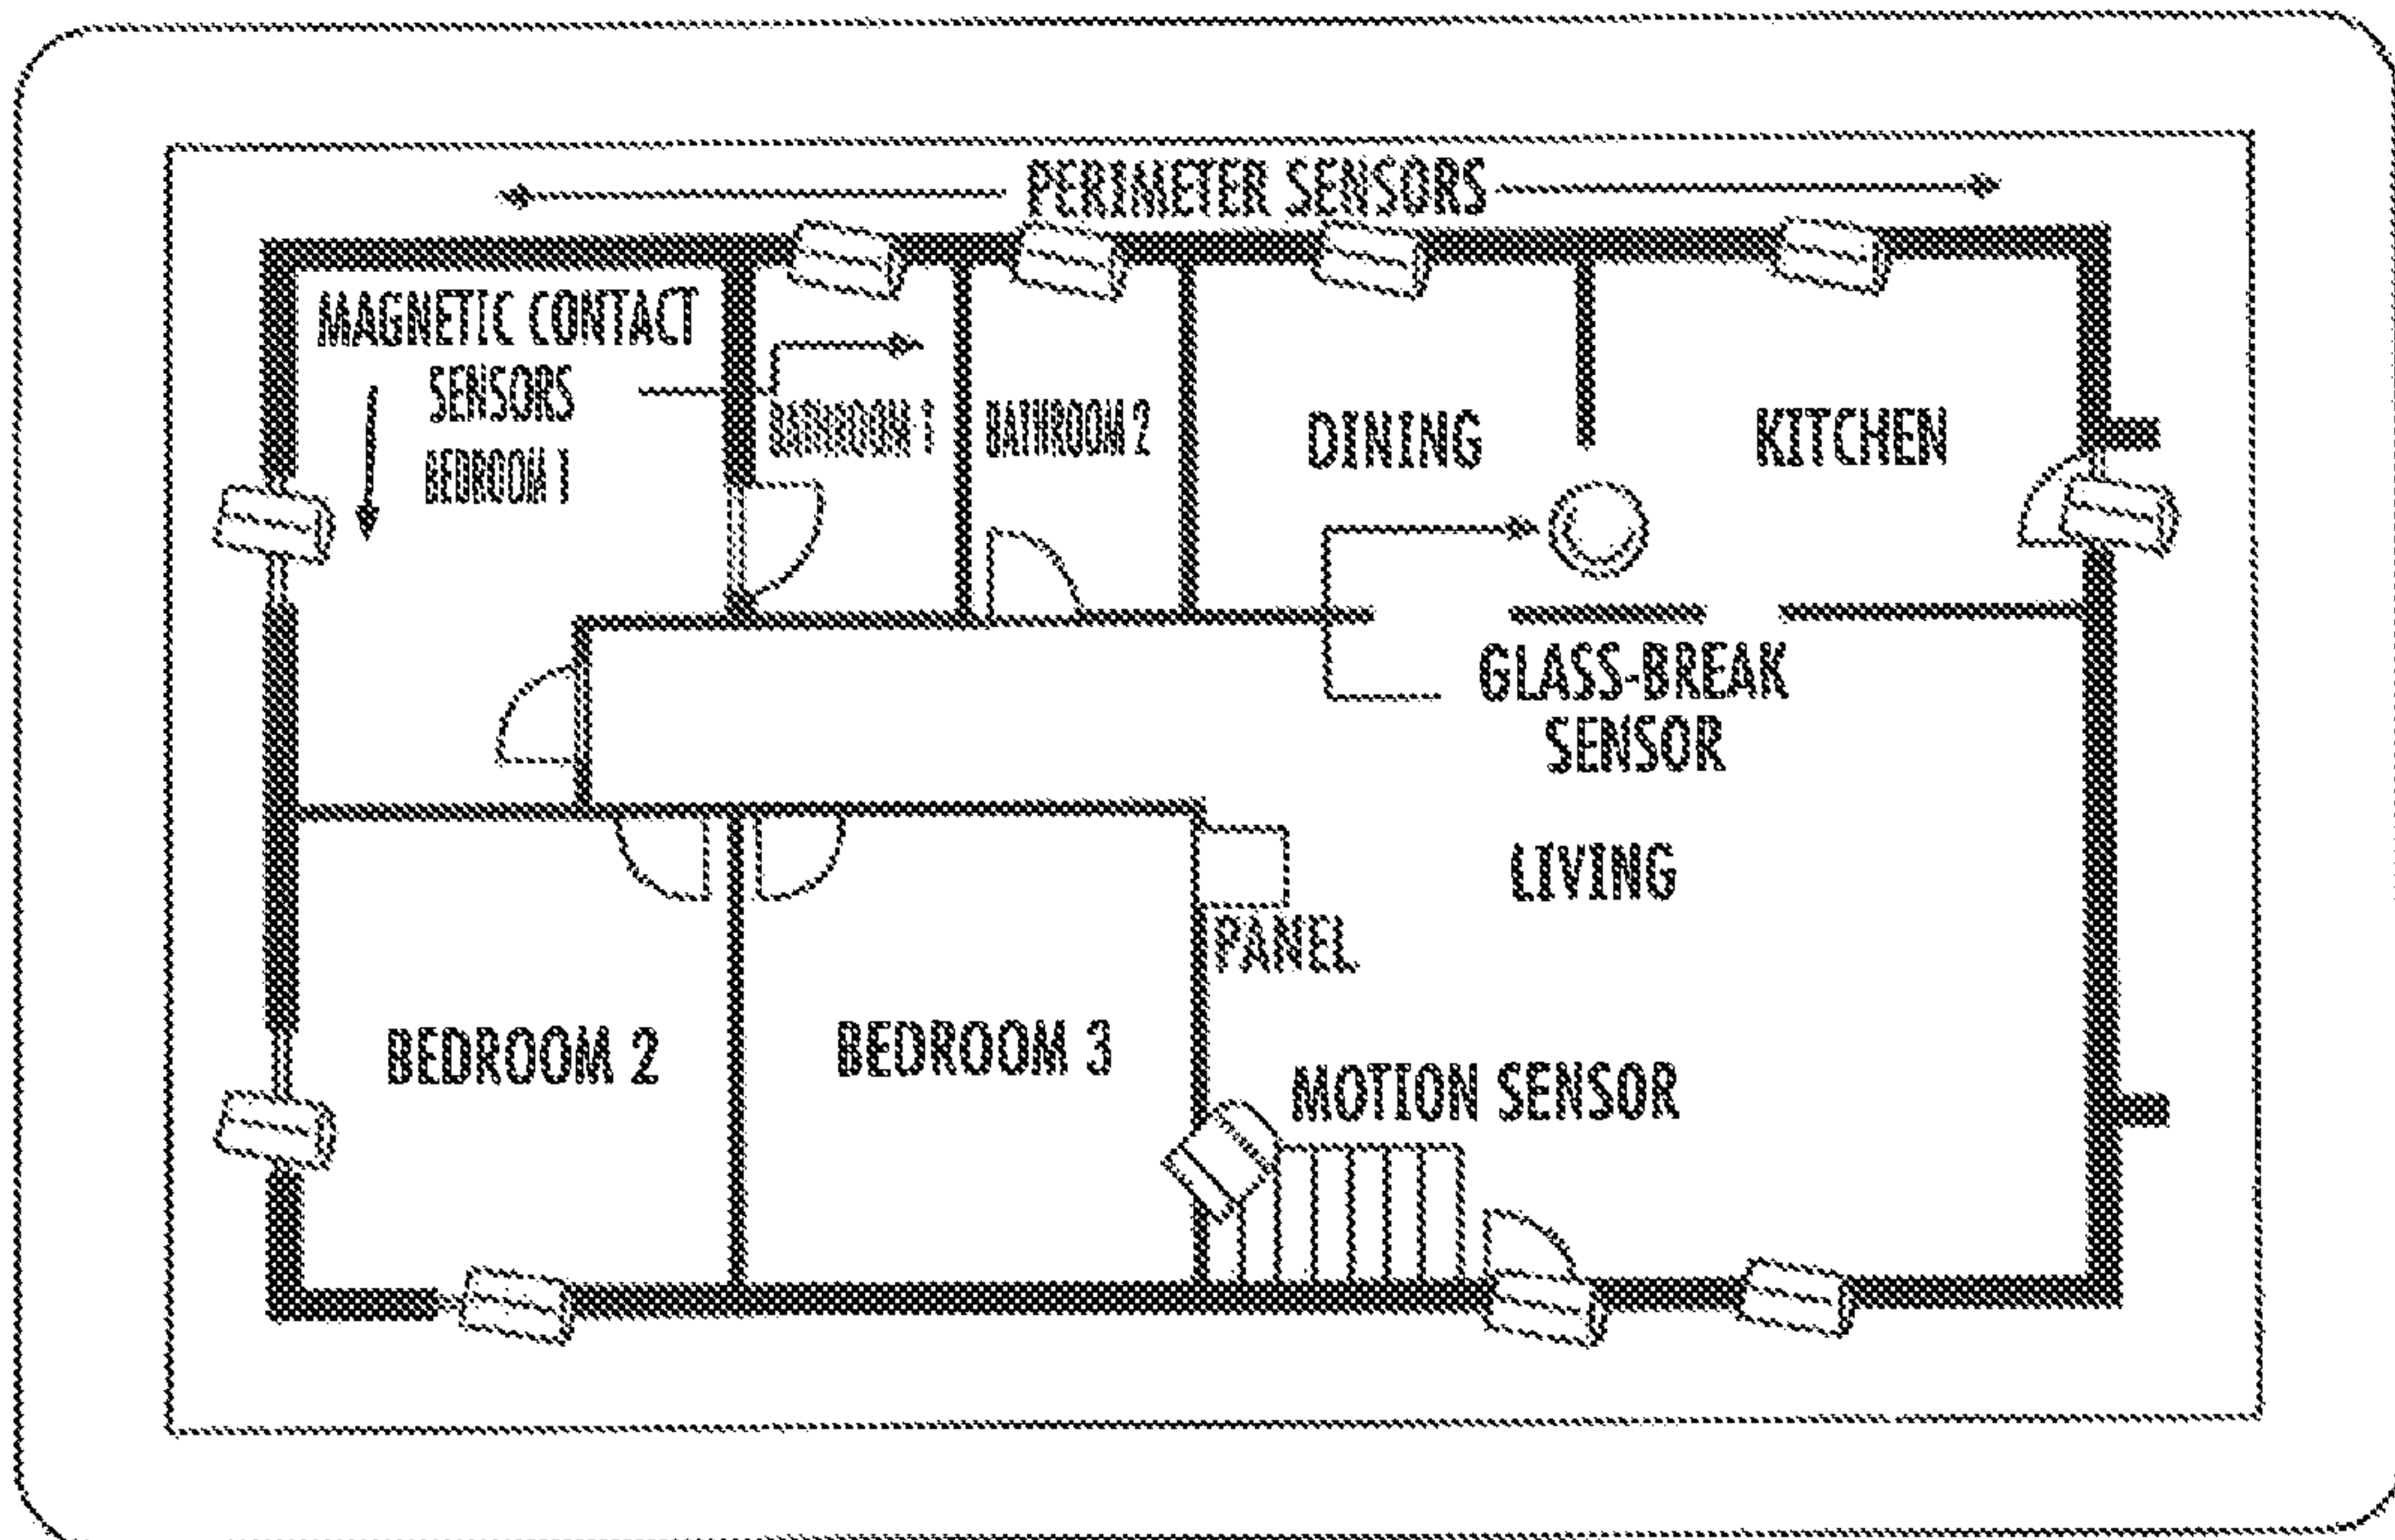 PERIMETER SENSORS
MAGNETIC CONTACT
SENSORS
BEDROOM 1
BATHROOM 1
BATHROOM 2
DINING
KITCHEN
GLASS-BREAK
SENSOR
LIVING
PANEL
BEDROOM 2
BEDROOM 3
MOTION SENSOR